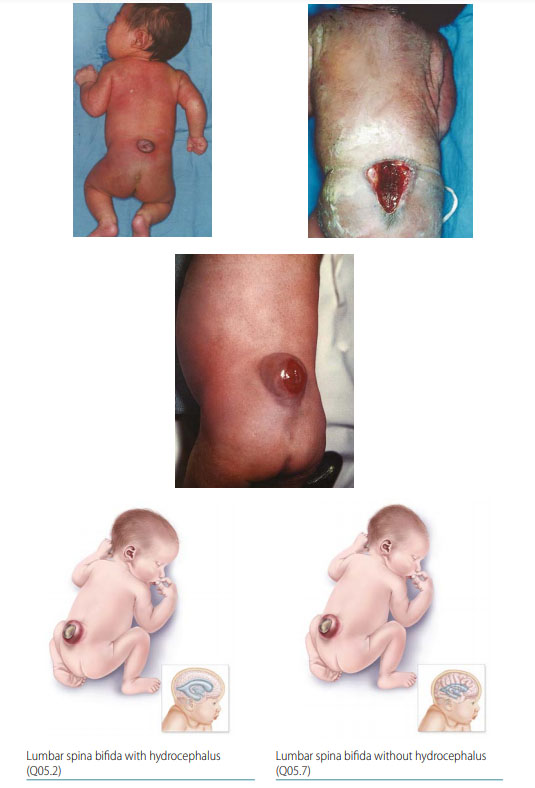 Lumbar spina bifida with hydrocephalus
(Q05.2)
Lumbar spina bifida without hydrocephalus
(Q05.7)